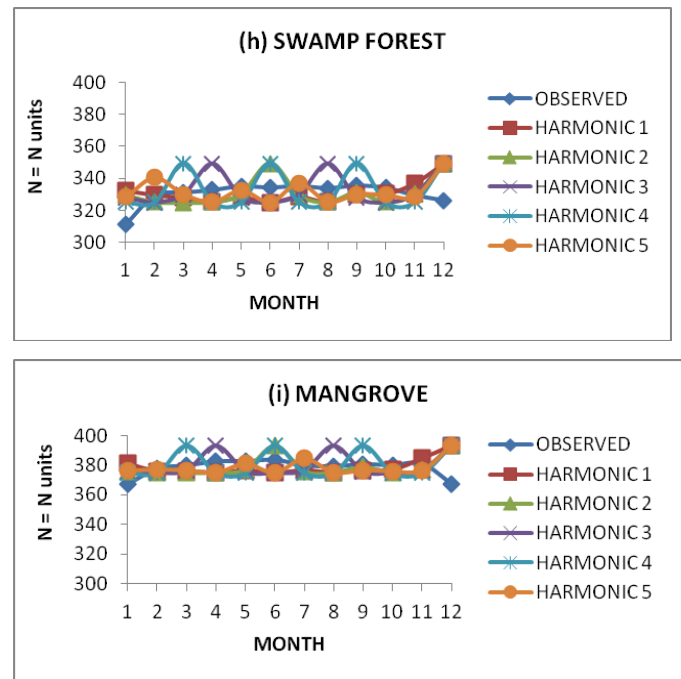 (h) SWAMP FOREST
N = N units
400
380
360
340
320
300
1 2 3 4 5 6 7 8 9 10 11 12
MONTH
OBSERVED
HARMONIC 1
HARMONIC 2
HARMONIC 3
HARMONIC 4
HARMONIC 5
(i) MANGROVE
N = N units
400
380
360
340
320
300
1 2 3 4 5 6 7 8 9 10 11 12
MONTH
OBSERVED
HARMONIC 1
HARMONIC 2
HARMONIC 3
HARMONIC 4
HARMONIC 5